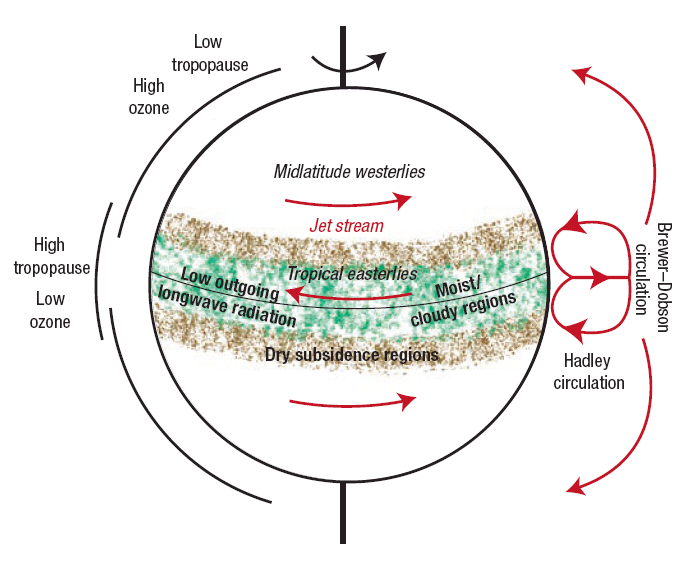 Low
tropopause
High
ozone
Midlatitude westerlies
Jet stream
High
tropopause
Low
ozone
Tropical easterlies
Low outgoing
longwave radiation
Moist/
cloudy regions
Dry subsidence regions
Brewer–Dobson
circulation
Hadley
circulation